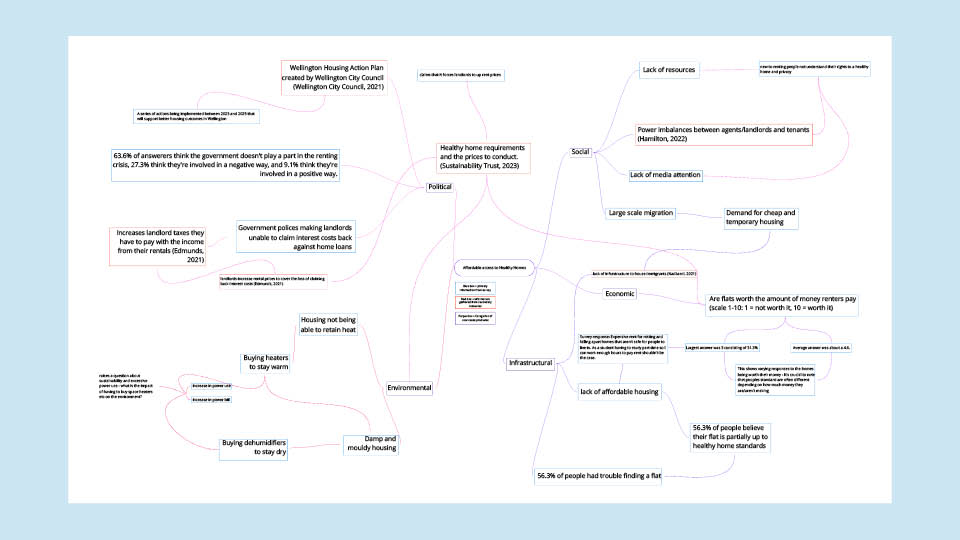 Wellington Housing Action Plan
created by Wellington City Council
(Wellington City Council, 2021)
claims that it forces landlords to up rent prices
Lack of resources
new to renting people not understand their rights to a healthy
home and privacy
A series of actions being implemented between 2023 and 2025 that
will support better housing outcomes in Wellington
Power imbalances between agents/landlords and tenants
(Hamilton, 2022)
63.6% of answerers think the government doesn't play a part in the renting
crisis, 27.3% think they're involved in a negative way, and 9.1% think they're
involved in a positive way.
Healthy home requirements
and the prices to conduct.
(Sustainability Trust, 2023)
Social
Lack of media attention
Political
Large scale migration
Demand for cheap and
temporary housing
Increases landlord taxes they
have to pay with the income
from their rentals (Edmunds,
2021)
Government polices making landlords
unable to claim interest costs back
against home loans
landlords increase rental prices to cover the loss of claiming
back interest costs (Edmunds, 2021)
Affordable access to Healthy Homes
lack of infrastructure to house immigrants
Economic
Are flats worth the amount of money renters pay
(scale 1-10: 1 = not worth it, 10 = worth it)
Housing not being
able to retain heat
Infrastructural
Survey responses: Expensive rent for rotting and
falling apart homes that aren't safe for people to
live in. As a student having to study part-time so I
can work enough hours to pay rent shouldn't be
the case.
Largest answer was 5 consisting of 31.3%
Average answer was about a 4.6.
This shows varying responses to the homes
being worth their money - it's crucial to note
that peoples standard are often different
depending on how much money they
are/aren't making
Buying heaters
to stay warm
raises a question about
sustainability and excessive
power use - what is the impact
of having to buy space heaters
etc on the environment?
Increase in power use
Increase in power bill
Environmental
lack of affordable housing
Buying dehumidifiers
to stay dry
Damp and
mouldy housing
56.3% of people believe
their flat is partially up to
healthy home standards
56.3% of people had trouble finding a flat